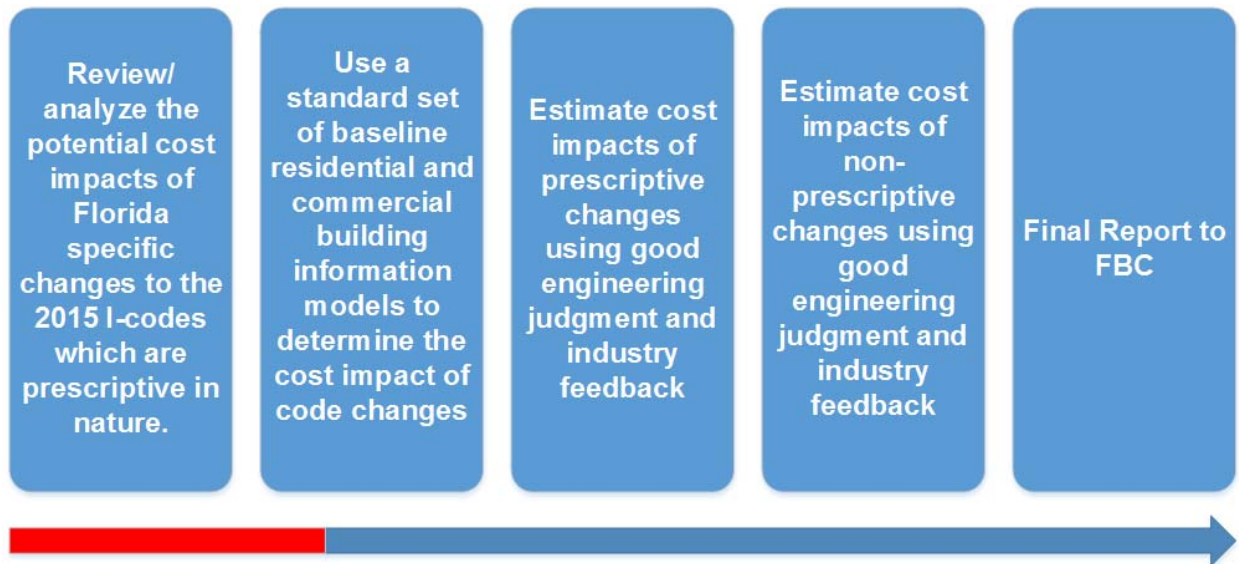 Review/
analyze the
potential cost
impacts of
Florida
specific
changes to the
2015 I-codes
which are
prescriptive in
nature.
Use a
standard set
of baseline
residential and
commercial
building
information
models to
determine the
cost impact of
code changes
Estimate cost
impacts of
prescriptive
changes
using good
engineering
judgment and
industry
feedback
Estimate cost
impacts of
non-
prescriptive
changes using
good
engineering
judgment and
industry
feedback
Final Report to
FBC